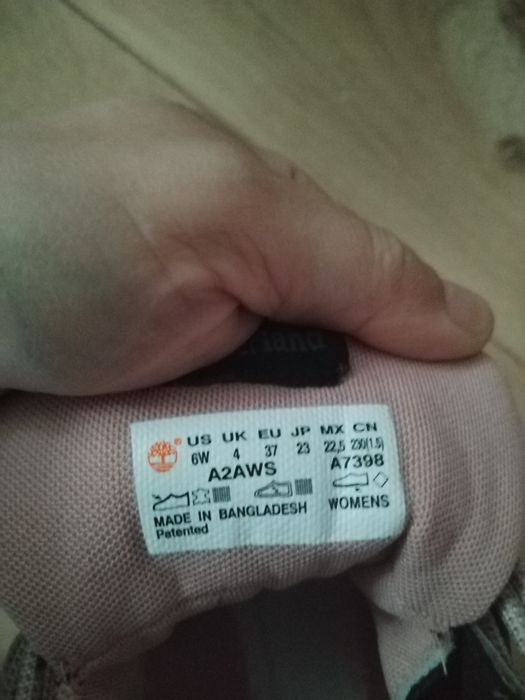 erland
US UK EU JP MX CN
6W 4 37 23 22,5 230(1.5)
A2AWS A7398
MADE IN BANGLADESH WOMENS
Patented